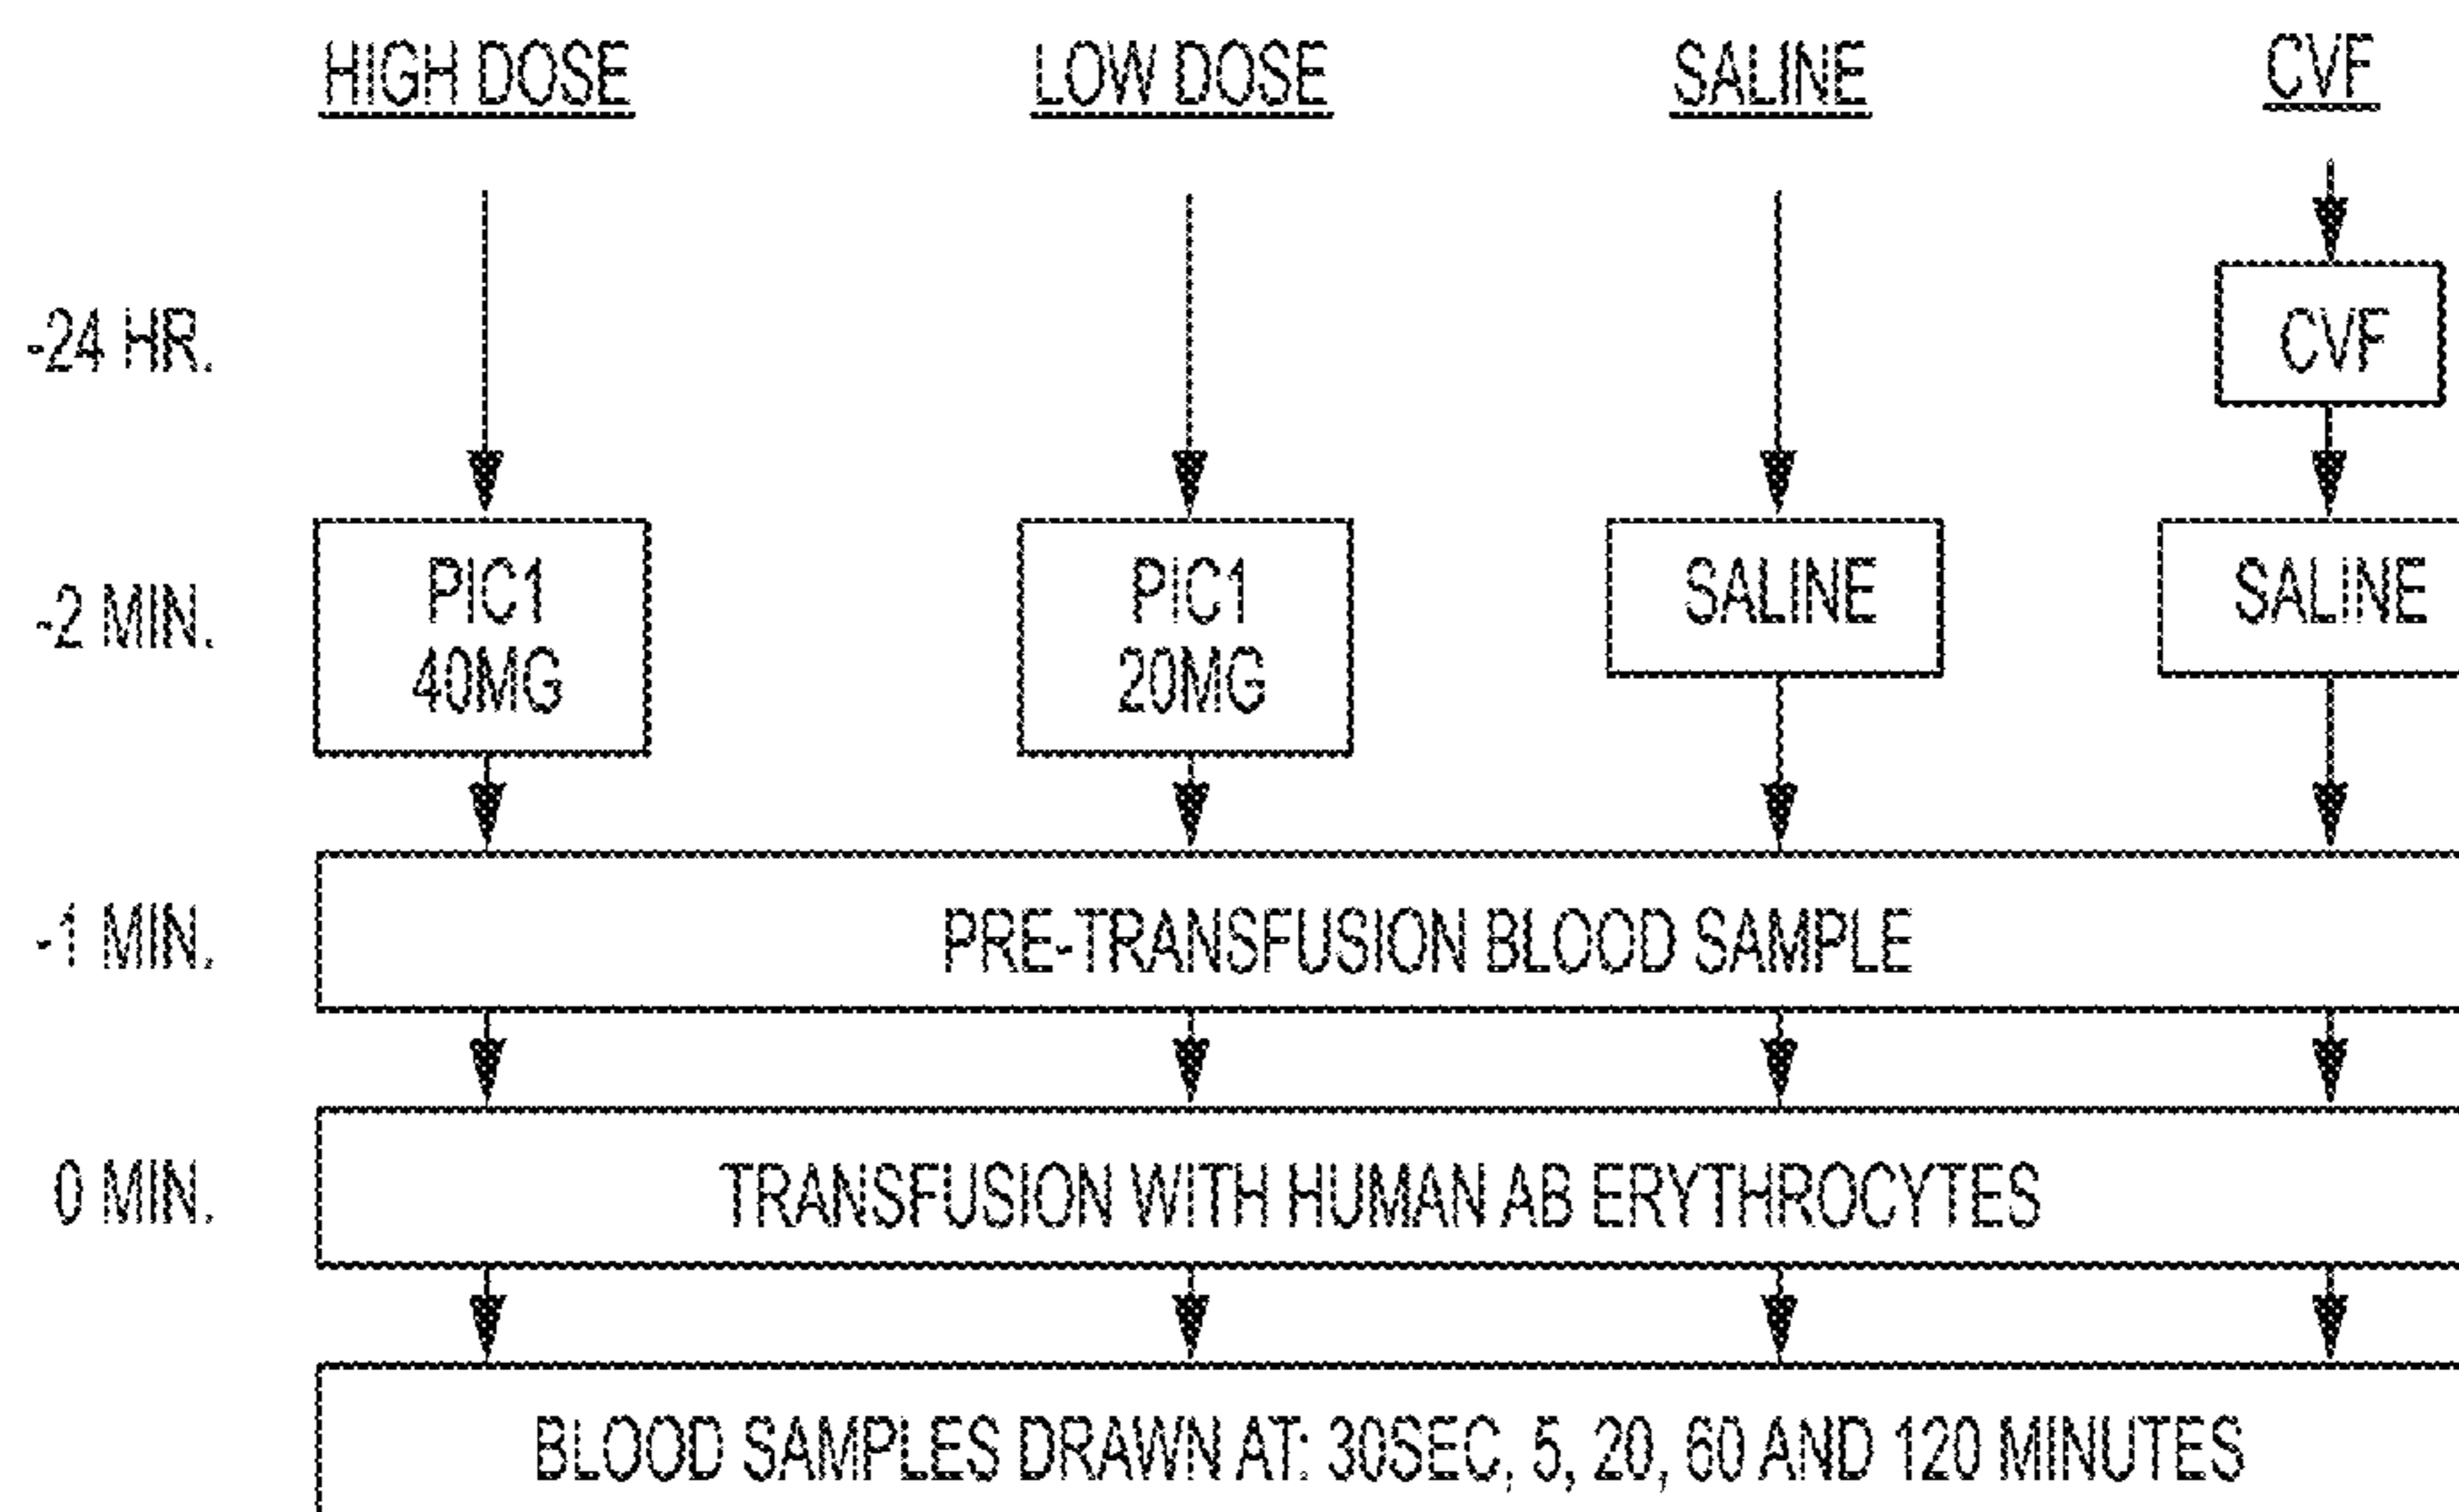 HIGH DOSE LOW DOSE SALINE CVF
-24 HR. CVF
-2 MIN. PIC1 40MG PIC1 20MG SALINE SALINE
-1 MIN. PRE-TRANSFUSION BLOOD SAMPLE
0 MIN. TRANSFUSION WITH HUMAN AB ERYTHROCYTES
BLOOD SAMPLES DRAWN AT: 30SEC, 5, 20, 60 AND 120 MINUTES